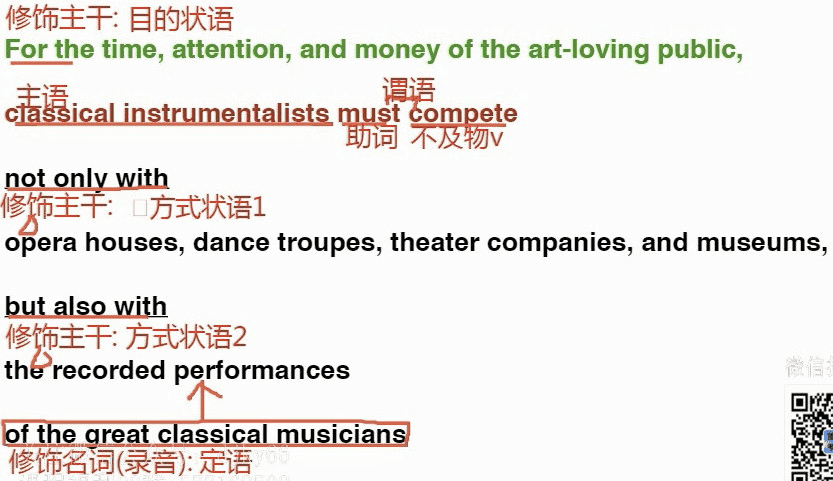 修饰主干: 目的状语
For the time, attention, and money of the art-loving public,
主语 谓语
classical instrumentalists must compete
助词 不及物v
not only with
修饰主干: 方式状语1
opera houses, dance troupes, theater companies, and museums,
but also with
修饰主干: 方式状语2
the recorded performances
of the great classical musicians
修饰名词(录音): 定语
微信